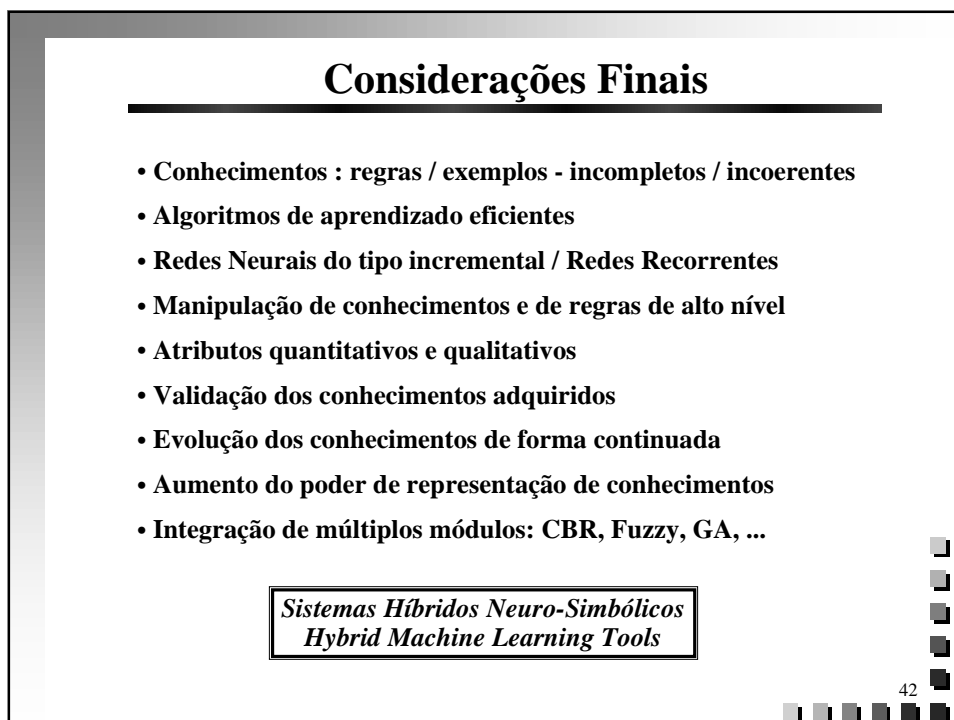 Considerações Finais
• Conhecimentos : regras / exemplos - incompletos / incoerentes
• Algoritmos de aprendizado eficientes
• Redes Neurais do tipo incremental / Redes Recorrentes
• Manipulação de conhecimentos e de regras de alto nível
• Atributos quantitativos e qualitativos
• Validação dos conhecimentos adquiridos
• Evolução dos conhecimentos de forma continuada
• Aumento do poder de representação de conhecimentos
• Integração de múltiplos módulos: CBR, Fuzzy, GA, ...
Sistemas Híbridos Neuro-Simbólicos
Hybrid Machine Learning Tools
42